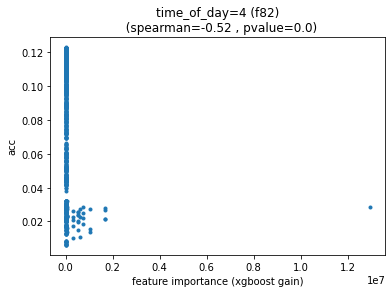 time_of_day=4 (f82)
(spearman=-0.52 , pvalue=0.0)
0.12
0.10
0.08
0.06
0.04
0.02
acc
0.0 0.2 0.4 0.6 0.8 1.0 1.2
1e7
feature importance (xgboost gain)